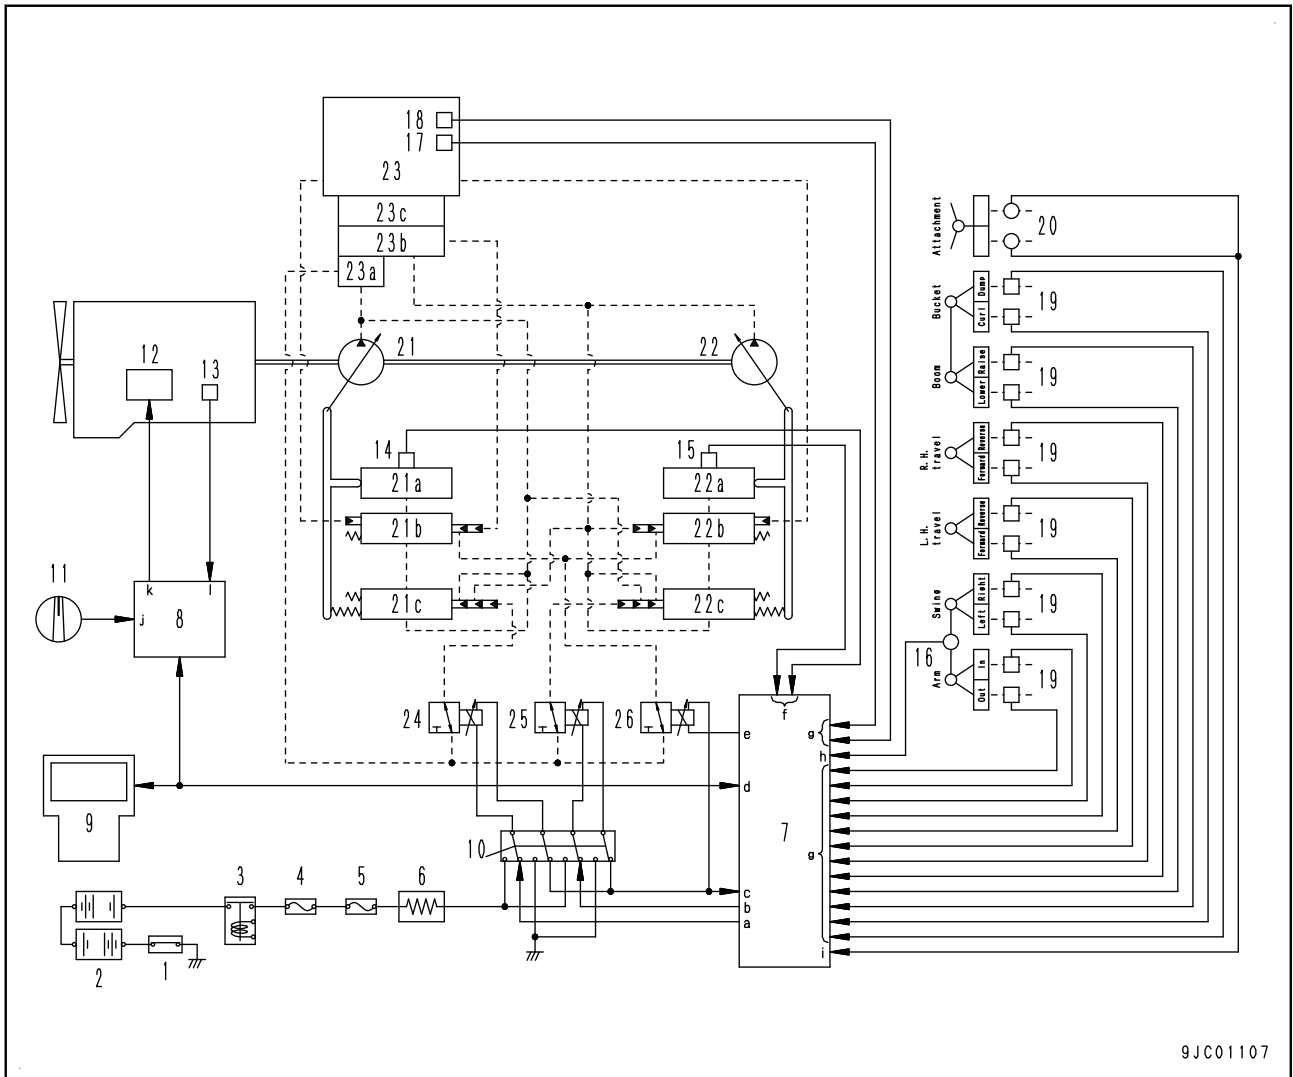 18
17
23
23c
23b
23a
12
13
21
22
14
15
21a
22a
21b
22b
21c
22c
11
k
l
j
8
24
25
26
f
e
g
h
d
7
g
9
10
c
b
a
i
3
4
5
6
2
1
Attachment
20
Bucket
Dump
Curl
19
Boom
Raise
Lower
19
R.H.
travel
Reverse
Forward
19
L.H.
travel
Reverse
Forward
19
Swing
Right
Left
19
16
Arm
In
Out
19
9JC01107